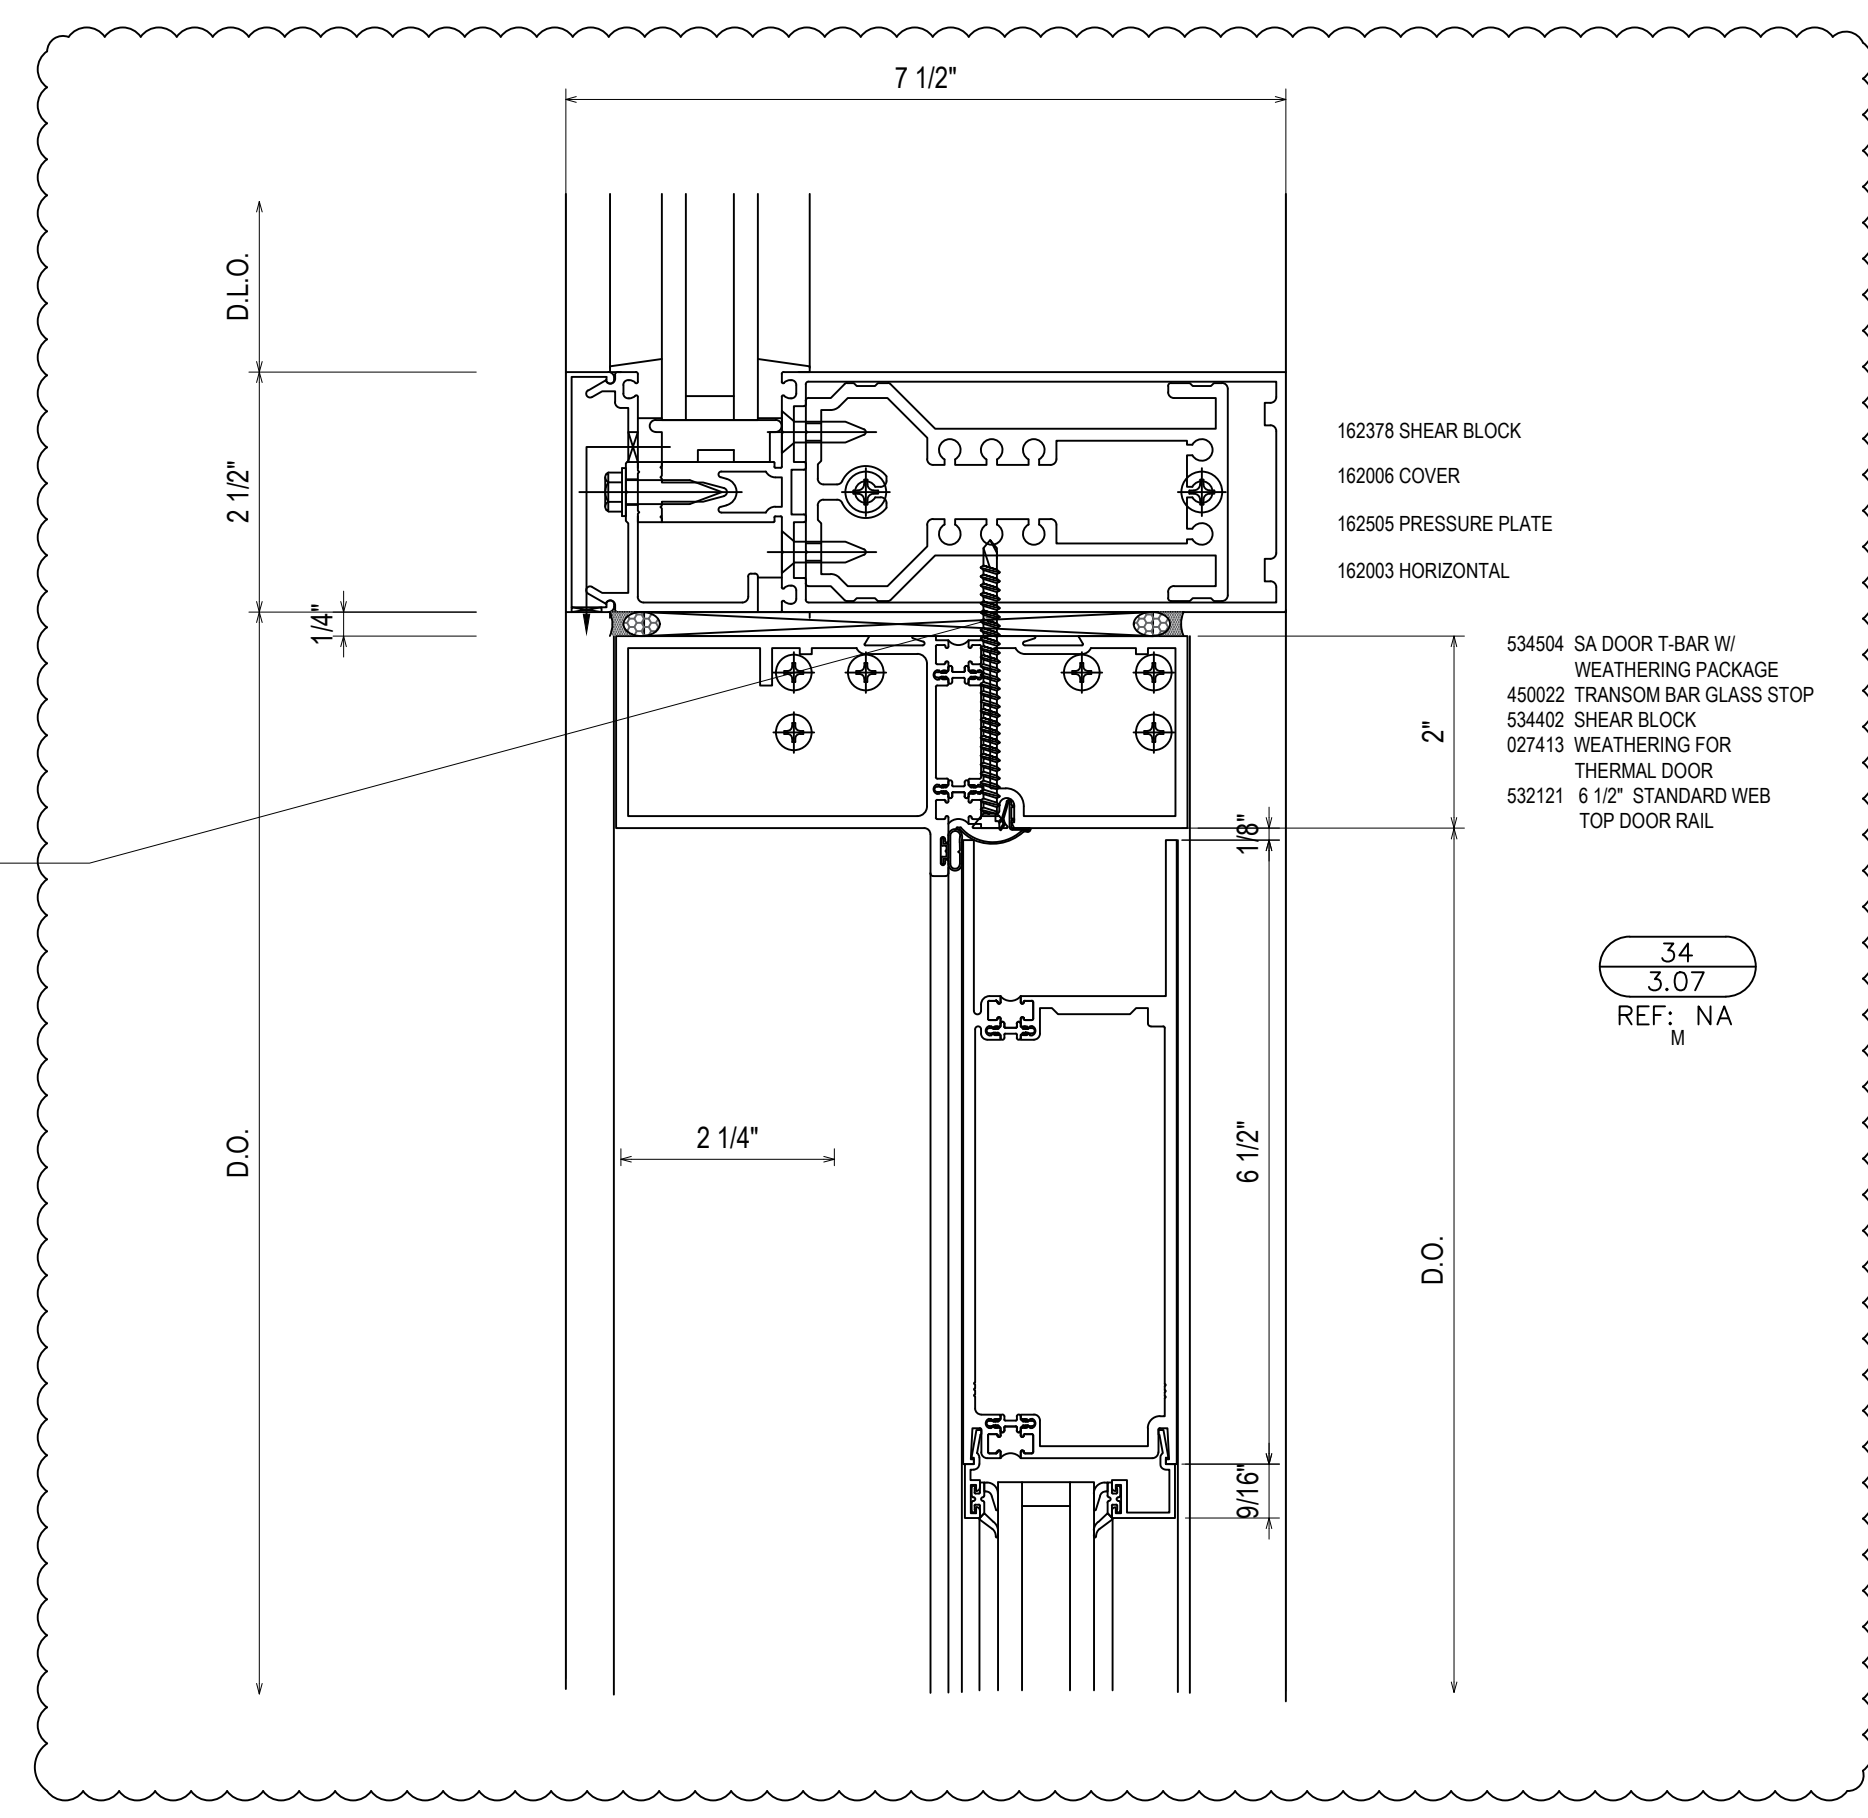 7 1/2"
D.L.O.
2 1/2"
1/4"
D.O.
162378 SHEAR BLOCK
162006 COVER
162505 PRESSURE PLATE
162003 HORIZONTAL
534504 SA DOOR T-BAR W/
WEATHERING PACKAGE
450022 TRANSOM BAR GLASS STOP
534402 SHEAR BLOCK
027413 WEATHERING FOR
THERMAL DOOR
532121 6 1/2" STANDARD WEB
TOP DOOR RAIL
2"
1/8"
34
3.07
REF: NA
M
2 1/4"
6 1/2"
D.O.
9/16"